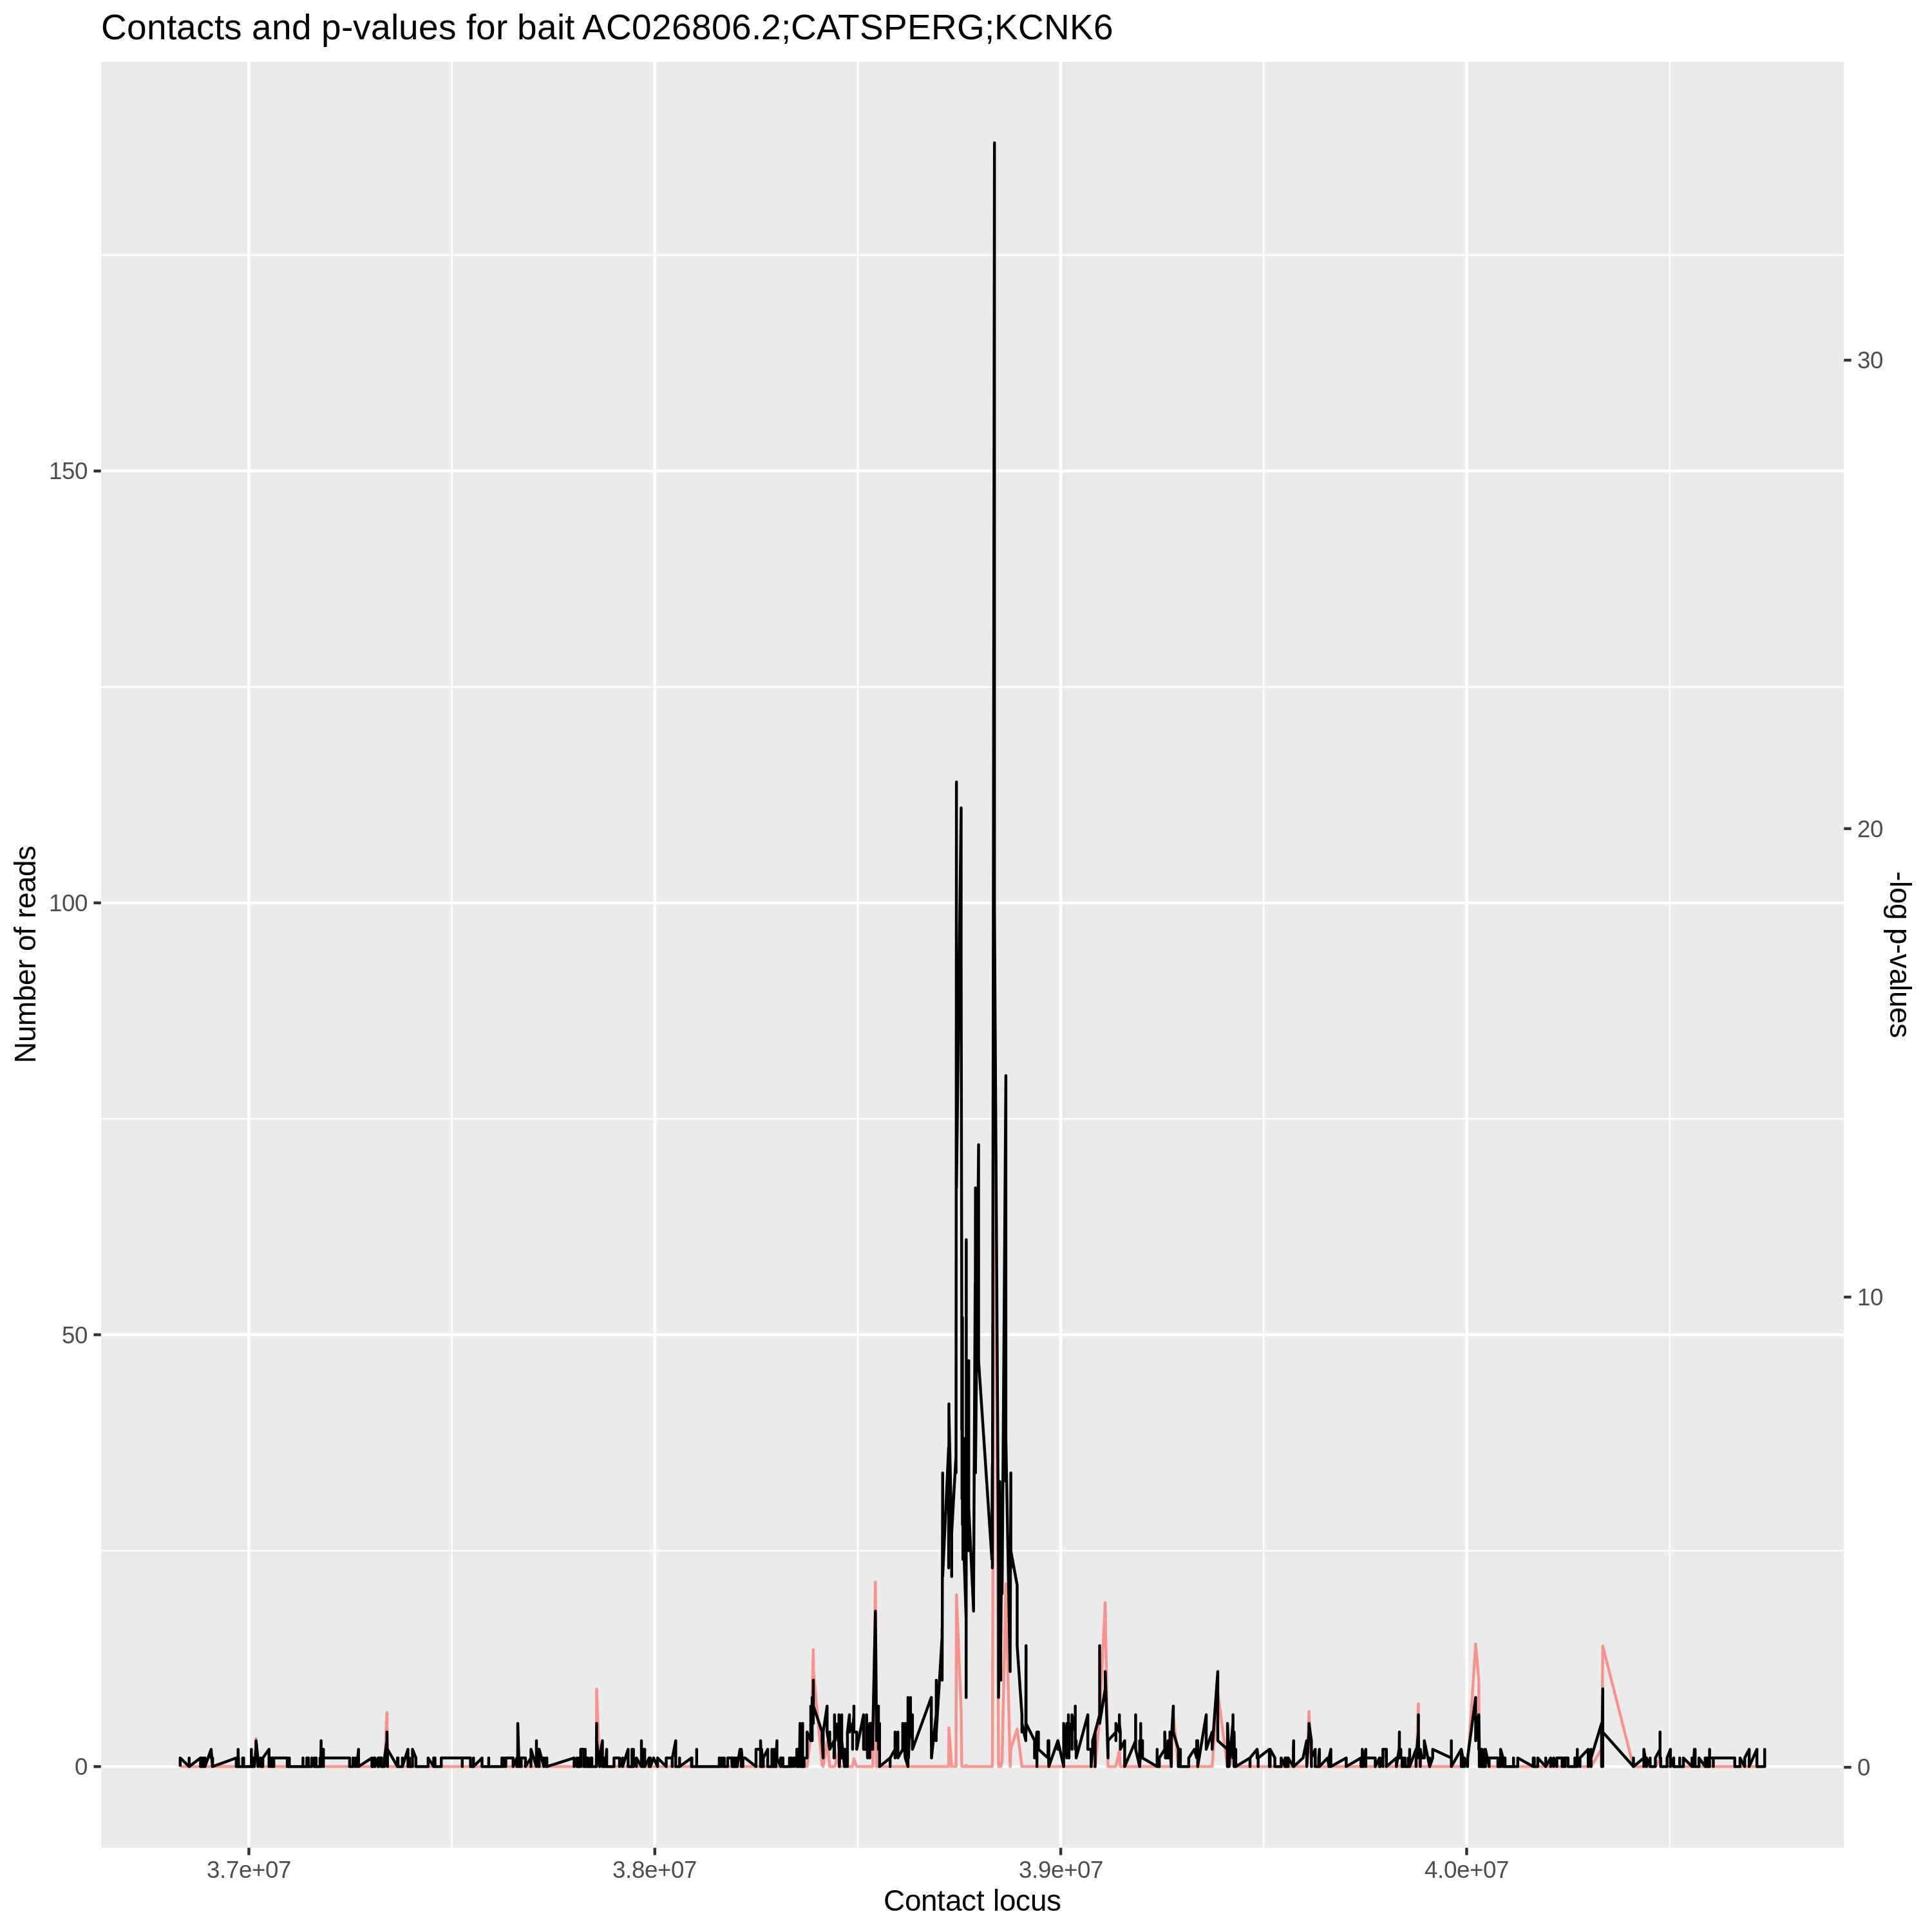 Contacts and p-values for bait AC026806.2;CATSPERG;KCNK6
Number of reads
150
100
50
0
30
20
10
0
-log p-values
3.7e+07
3.8e+07
3.9e+07
4.0e+07
Contact locus